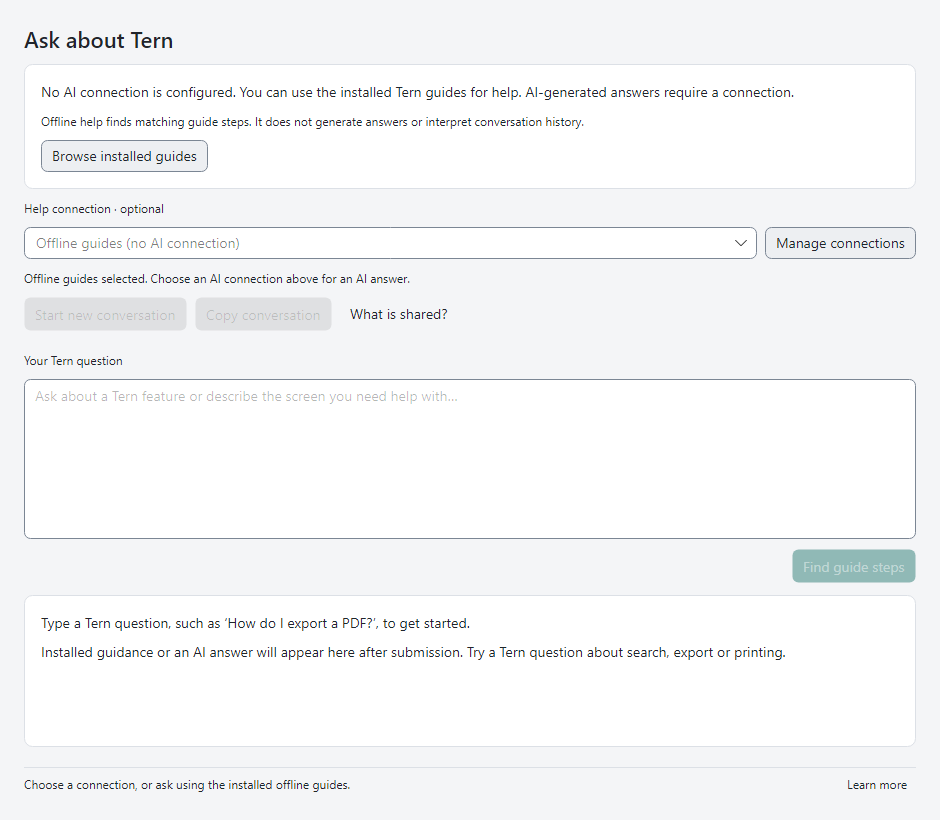 Ask about Tern
No AI connection is configured. You can use the installed Tern guides for help. AI-generated answers require a connection.
Offline help finds matching guide steps. It does not generate answers or interpret conversation history.
Browse installed guides
Help connection · optional
Offline guides (no AI connection)
Manage connections
Offline guides selected. Choose an AI connection above for an AI answer.
Start new conversation
Copy conversation
What is shared?
Your Tern question
Ask about a Tern feature or describe the screen you need help with...
Find guide steps
Type a Tern question, such as ‘How do I export a PDF?’, to get started.
Installed guidance or an AI answer will appear here after submission. Try a Tern question about search, export or printing.
Choose a connection, or ask using the installed offline guides.
Learn more